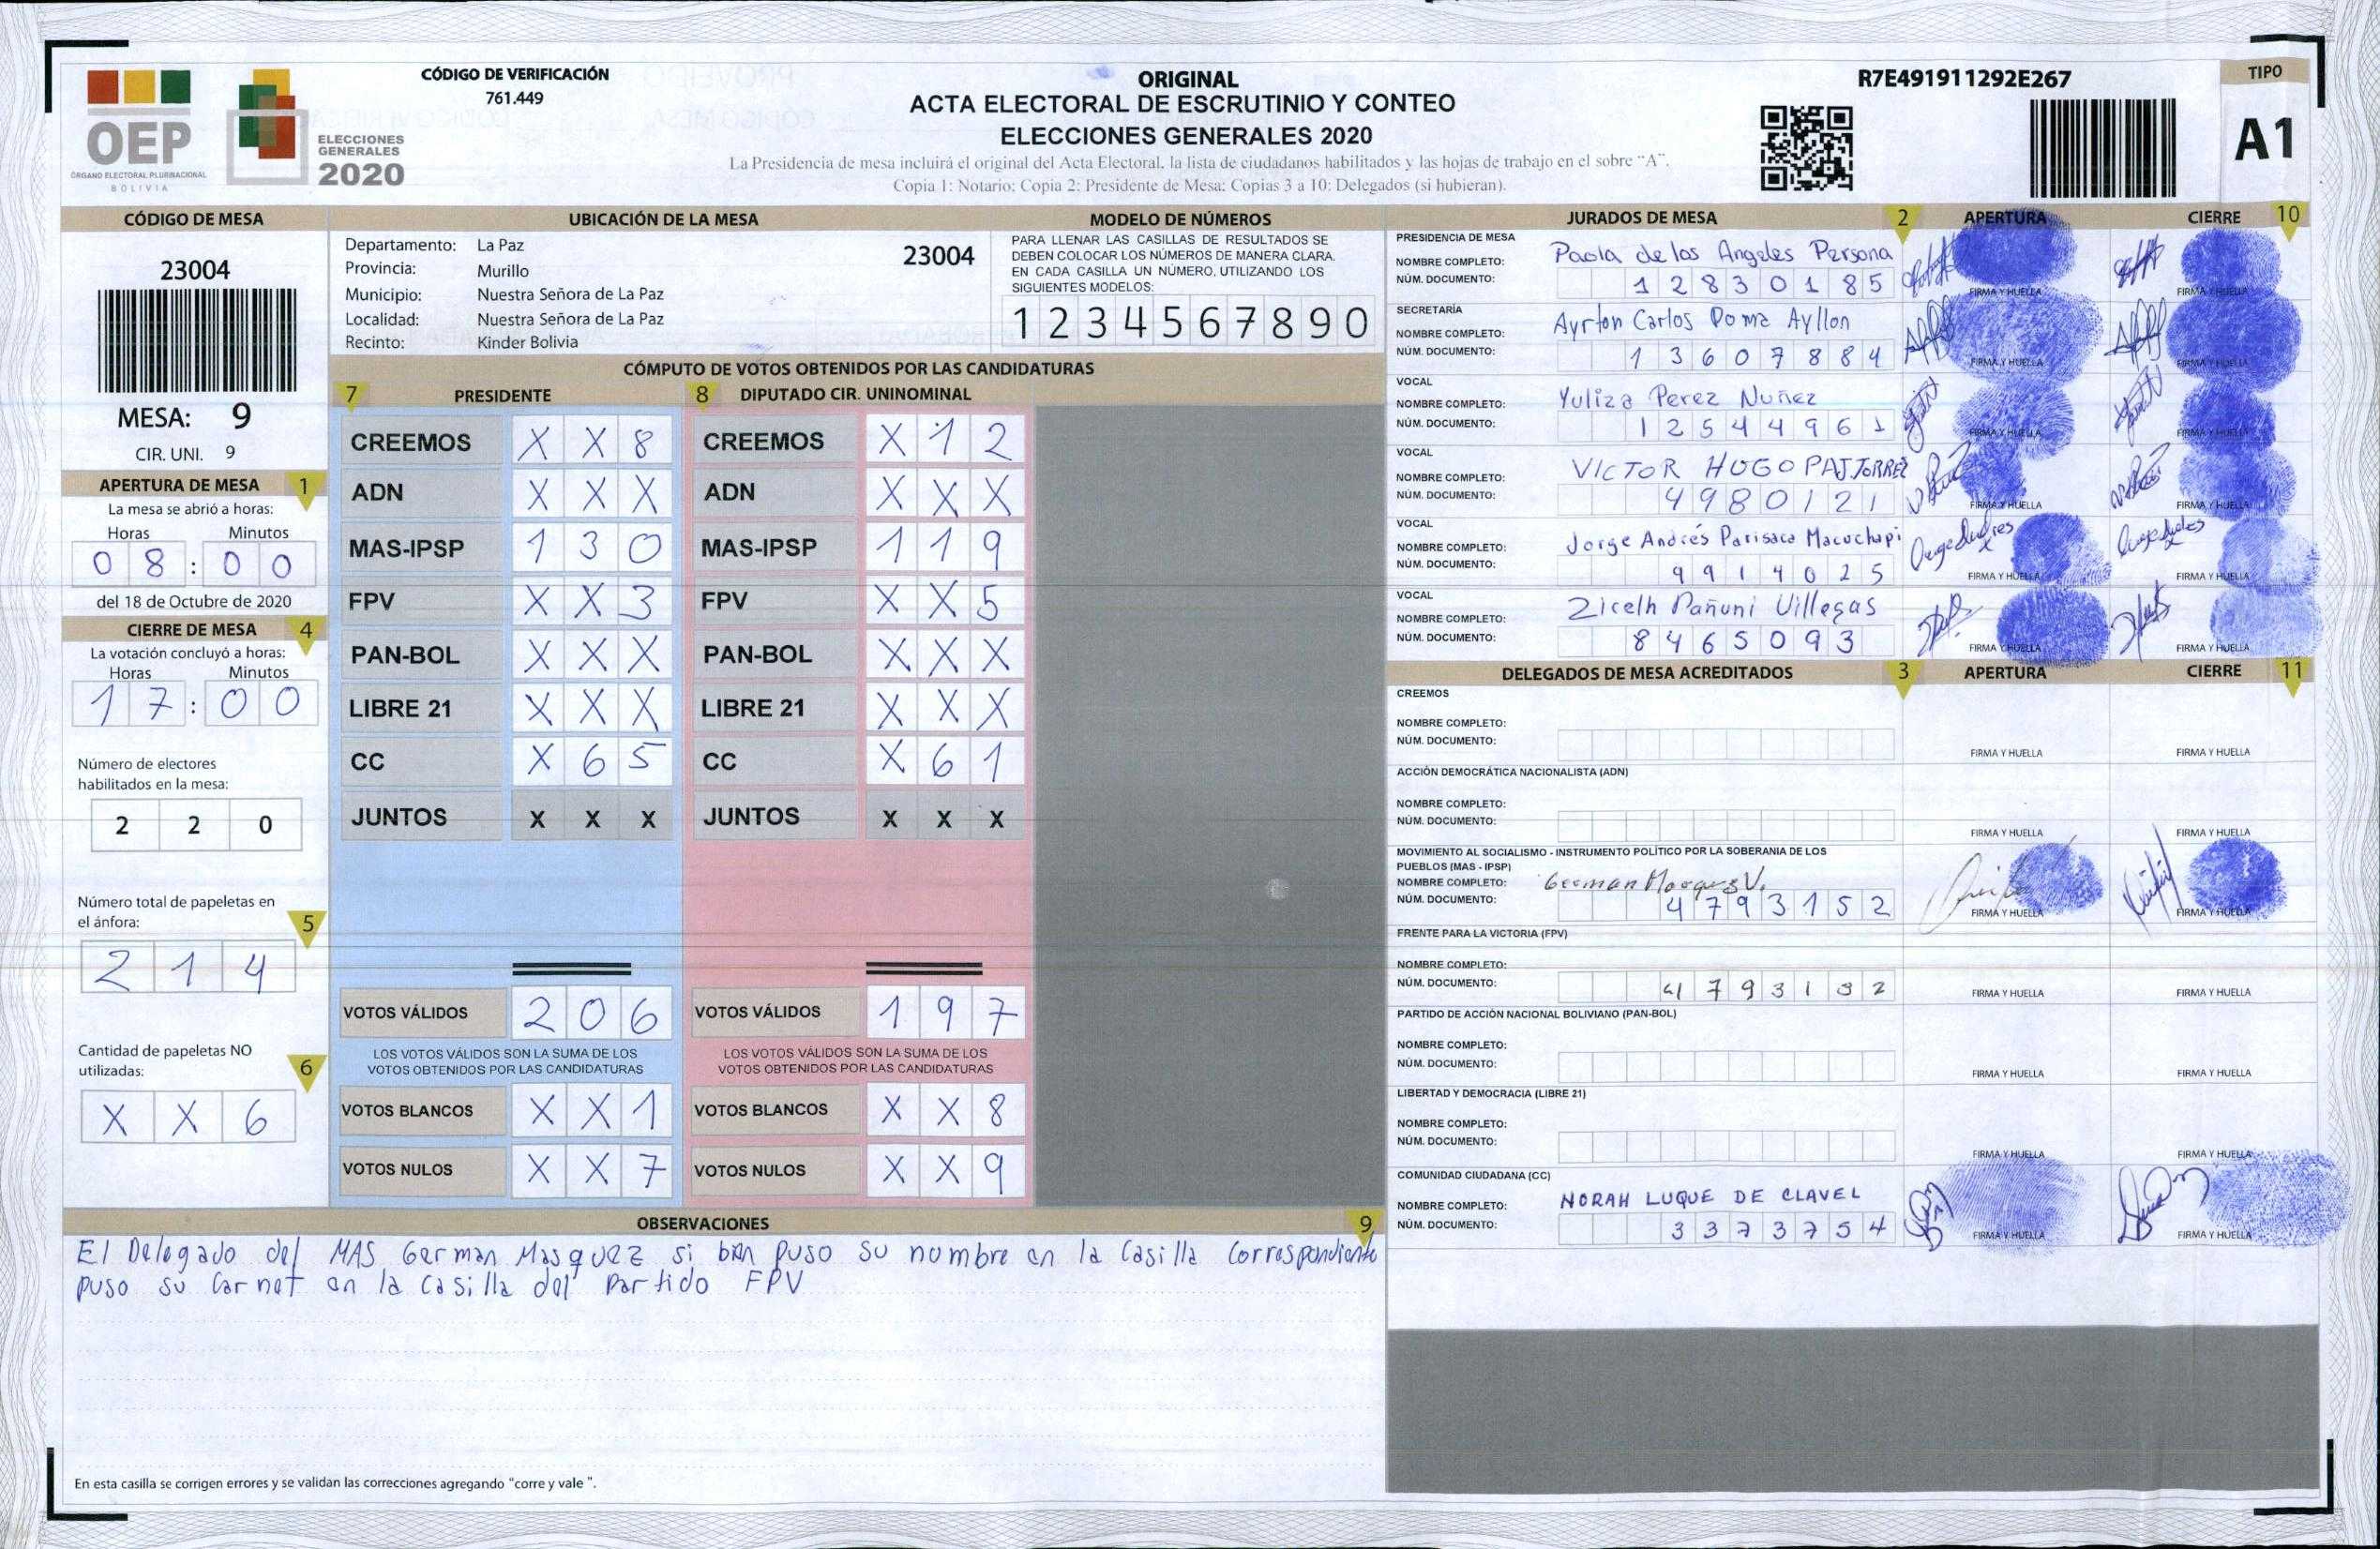 OEP
ÓRGANO ELECTORAL PLURINACIONAL
BOLIVIA
ELECCIONES
GENERALES
2020
CÓDIGO DE VERIFICACIÓN
761.449
ORIGINAL
ACTA ELECTORAL DE ESCRUTINIO Y CONTEO
ELECCIONES GENERALES 2020
La Presidencia de mesa incluirá el original del Acta Electoral, la lista de ciudadanos habilitados y las hojas de trabajo en el sobre "A".
Copia 1: Notario; Copia 2: Presidente de Mesa; Copias 3 a 10: Delegados (si hubieran).
R7E491911292E267
TIPO
A1
CÓDIGO DE MESA
23004
MESA: 9
CIR. UNI. 9
APERTURA DE MESA 1
La mesa se abrió a horas:
Horas Minutos
0 8 : 0 0
del 18 de Octubre de 2020
CIERRE DE MESA 4
La votación concluyó a horas:
Horas Minutos
1 7 : 0 0
Número de electores
habilitados en la mesa:
2 2 0
Número total de papeletas en
el ánfora: 5
2 1 4
Cantidad de papeletas NO
utilizadas: 6
X X 6
UBICACIÓN DE LA MESA
Departamento: La Paz 23004
Provincia: Murillo
Municipio: Nuestra Señora de La Paz
Localidad: Nuestra Señora de La Paz
Recinto: Kinder Bolivia
MODELO DE NÚMEROS
PARA LLENAR LAS CASILLAS DE RESULTADOS SE
DEBEN COLOCAR LOS NÚMEROS DE MANERA CLARA.
EN CADA CASILLA UN NÚMERO, UTILIZANDO LOS
SIGUIENTES MODELOS:
1 2 3 4 5 6 7 8 9 0
CÓMPUTO DE VOTOS OBTENIDOS POR LAS CANDIDATURAS
7 PRESIDENTE 8 DIPUTADO CIR. UNINOMINAL
CREEMOS X X 8 CREEMOS X 1 2
ADN X X X ADN X X X
MAS-IPSP 1 3 0 MAS-IPSP 1 1 9
FPV X X 3 FPV X X 5
PAN-BOL X X X PAN-BOL X X X
LIBRE 21 X X X LIBRE 21 X X X
CC X 6 5 CC X 6 1
JUNTOS X X X JUNTOS X X X
VOTOS VÁLIDOS 2 0 6 VOTOS VÁLIDOS 1 9 7
LOS VOTOS VÁLIDOS SON LA SUMA DE LOS LOS VOTOS VÁLIDOS SON LA SUMA DE LOS
VOTOS OBTENIDOS POR LAS CANDIDATURAS VOTOS OBTENIDOS POR LAS CANDIDATURAS
VOTOS BLANCOS X X 1 VOTOS BLANCOS X X 8
VOTOS NULOS X X 7 VOTOS NULOS X X 9
OBSERVACIONES 9
El Delegado del MAS German Masquez si bien puso su nombre en la Casilla Correspondiente
puso su Carnet en la casilla del Partido FPV
En esta casilla se corrigen errores y se validan las correcciones agregando "corre y vale ".
JURADOS DE MESA 2 APERTURA CIERRE 10
PRESIDENCIA DE MESA
NOMBRE COMPLETO: Paola de los Angeles Persona
NÚM. DOCUMENTO: 1 2 8 3 0 1 8 5 FIRMA Y HUELLA FIRMA Y HUELLA
SECRETARÍA
NOMBRE COMPLETO: Ayrton Carlos Poma Ayllon
NÚM. DOCUMENTO: 1 3 6 0 7 8 8 4 FIRMA Y HUELLA FIRMA Y HUELLA
VOCAL
NOMBRE COMPLETO: Yuliza Perez Nuñez
NÚM. DOCUMENTO: 1 2 5 4 4 9 6 1 FIRMA Y HUELLA FIRMA Y HUELLA
VOCAL
NOMBRE COMPLETO: VICTOR HUGO
NÚM. DOCUMENTO: 4 9 8 0 1 2 1 FIRMA Y HUELLA FIRMA Y HUELLA
VOCAL
NOMBRE COMPLETO: Jorge Andrés Parisaca Macuchapi
NÚM. DOCUMENTO: 9 9 1 4 0 2 5 FIRMA Y HUELLA FIRMA Y HUELLA
VOCAL
NOMBRE COMPLETO: Zicelh Pañuni Villegas
NÚM. DOCUMENTO: 8 4 6 5 0 9 3 FIRMA Y HUELLA FIRMA Y HUELLA
DELEGADOS DE MESA ACREDITADOS 3 APERTURA CIERRE 11
CREEMOS
NOMBRE COMPLETO:
NÚM. DOCUMENTO: FIRMA Y HUELLA FIRMA Y HUELLA
ACCIÓN DEMOCRÁTICA NACIONALISTA (ADN)
NOMBRE COMPLETO:
NÚM. DOCUMENTO: FIRMA Y HUELLA FIRMA Y HUELLA
MOVIMIENTO AL SOCIALISMO - INSTRUMENTO POLÍTICO POR LA SOBERANIA DE LOS
PUEBLOS (MAS - IPSP)
NOMBRE COMPLETO: German V.
NÚM. DOCUMENTO: 4 7 9 3 1 5 2 FIRMA Y HUELLA FIRMA Y HUELLA
FRENTE PARA LA VICTORIA (FPV)
NOMBRE COMPLETO:
NÚM. DOCUMENTO: 4 7 9 3 1 3 2 FIRMA Y HUELLA FIRMA Y HUELLA
PARTIDO DE ACCIÓN NACIONAL BOLIVIANO (PAN-BOL)
NOMBRE COMPLETO:
NÚM. DOCUMENTO: FIRMA Y HUELLA FIRMA Y HUELLA
LIBERTAD Y DEMOCRACIA (LIBRE 21)
NOMBRE COMPLETO:
NÚM. DOCUMENTO: FIRMA Y HUELLA FIRMA Y HUELLA
COMUNIDAD CIUDADANA (CC)
NOMBRE COMPLETO: NORAH LUQUE DE CLAVEL
NÚM. DOCUMENTO: 3 3 7 3 7 5 4 FIRMA Y HUELLA FIRMA Y HUELLA